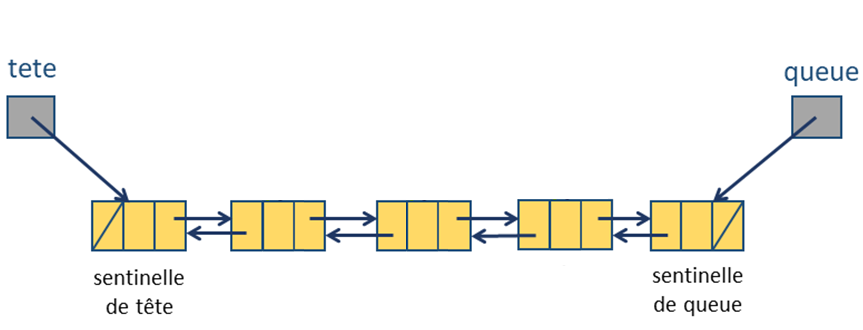 tete
queue
sentinelle
de tête
sentinelle
de queue